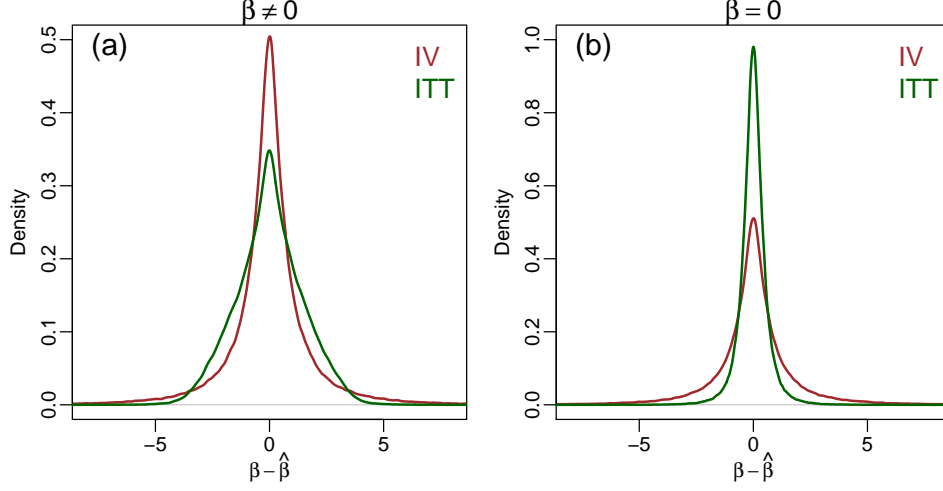 β ≠ 0
(a)
IV
ITT
Density
0.0
0.1
0.2
0.3
0.4
0.5
−5
0
5
β − β̂
β = 0
(b)
IV
ITT
Density
0.0
0.2
0.4
0.6
0.8
1.0
−5
0
5
β − β̂